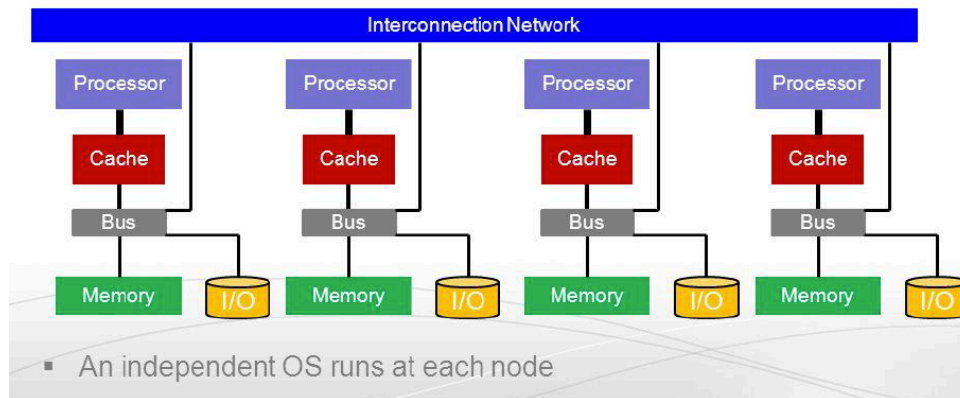 Interconnection Network
Processor Processor Processor Processor
Cache Cache Cache Cache
Bus Bus Bus Bus
Memory I/O Memory I/O Memory I/O Memory I/O
▪ An independent OS runs at each node